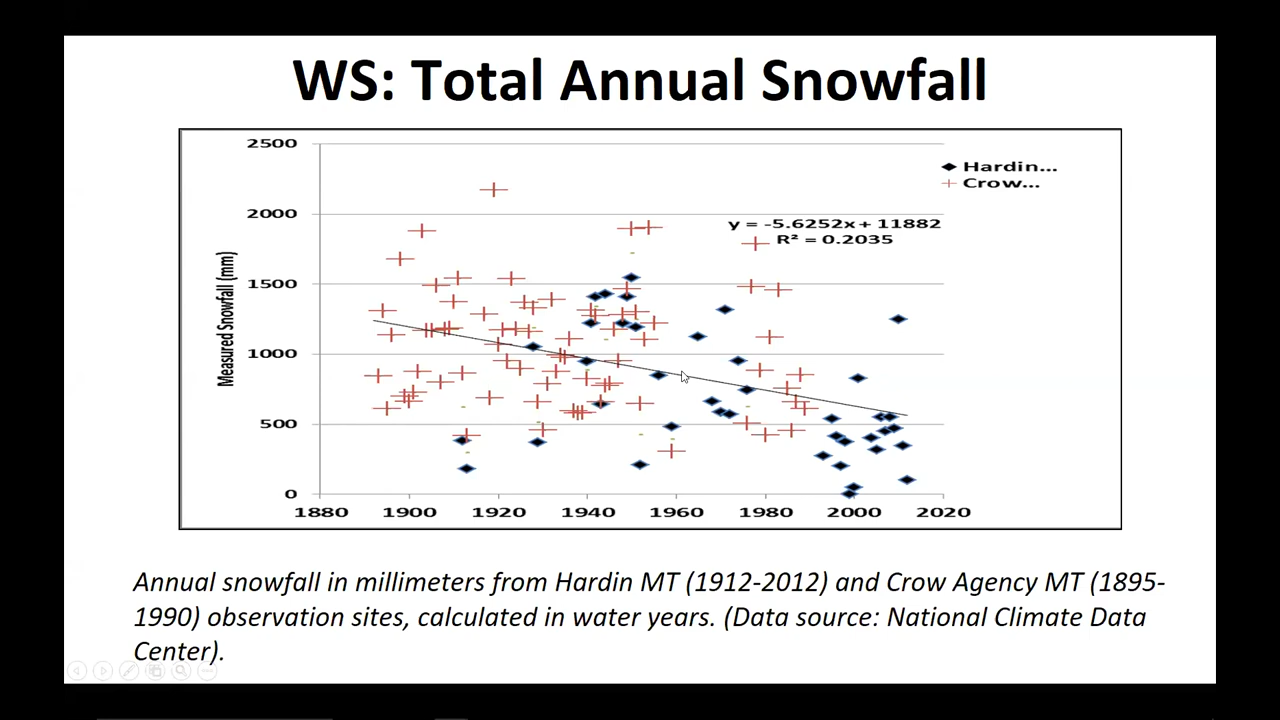 WS: Total Annual Snowfall
2500
Hardin...
Crow...
2000
y = -5.6252x + 11882
R² = 0.2035
1500
Measured Snowfall (mm)
1000
500
0
1880 1900 1920 1940 1960 1980 2000 2020
Annual snowfall in millimeters from Hardin MT (1912-2012) and Crow Agency MT (1895-
1990) observation sites, calculated in water years. (Data source: National Climate Data
Center).